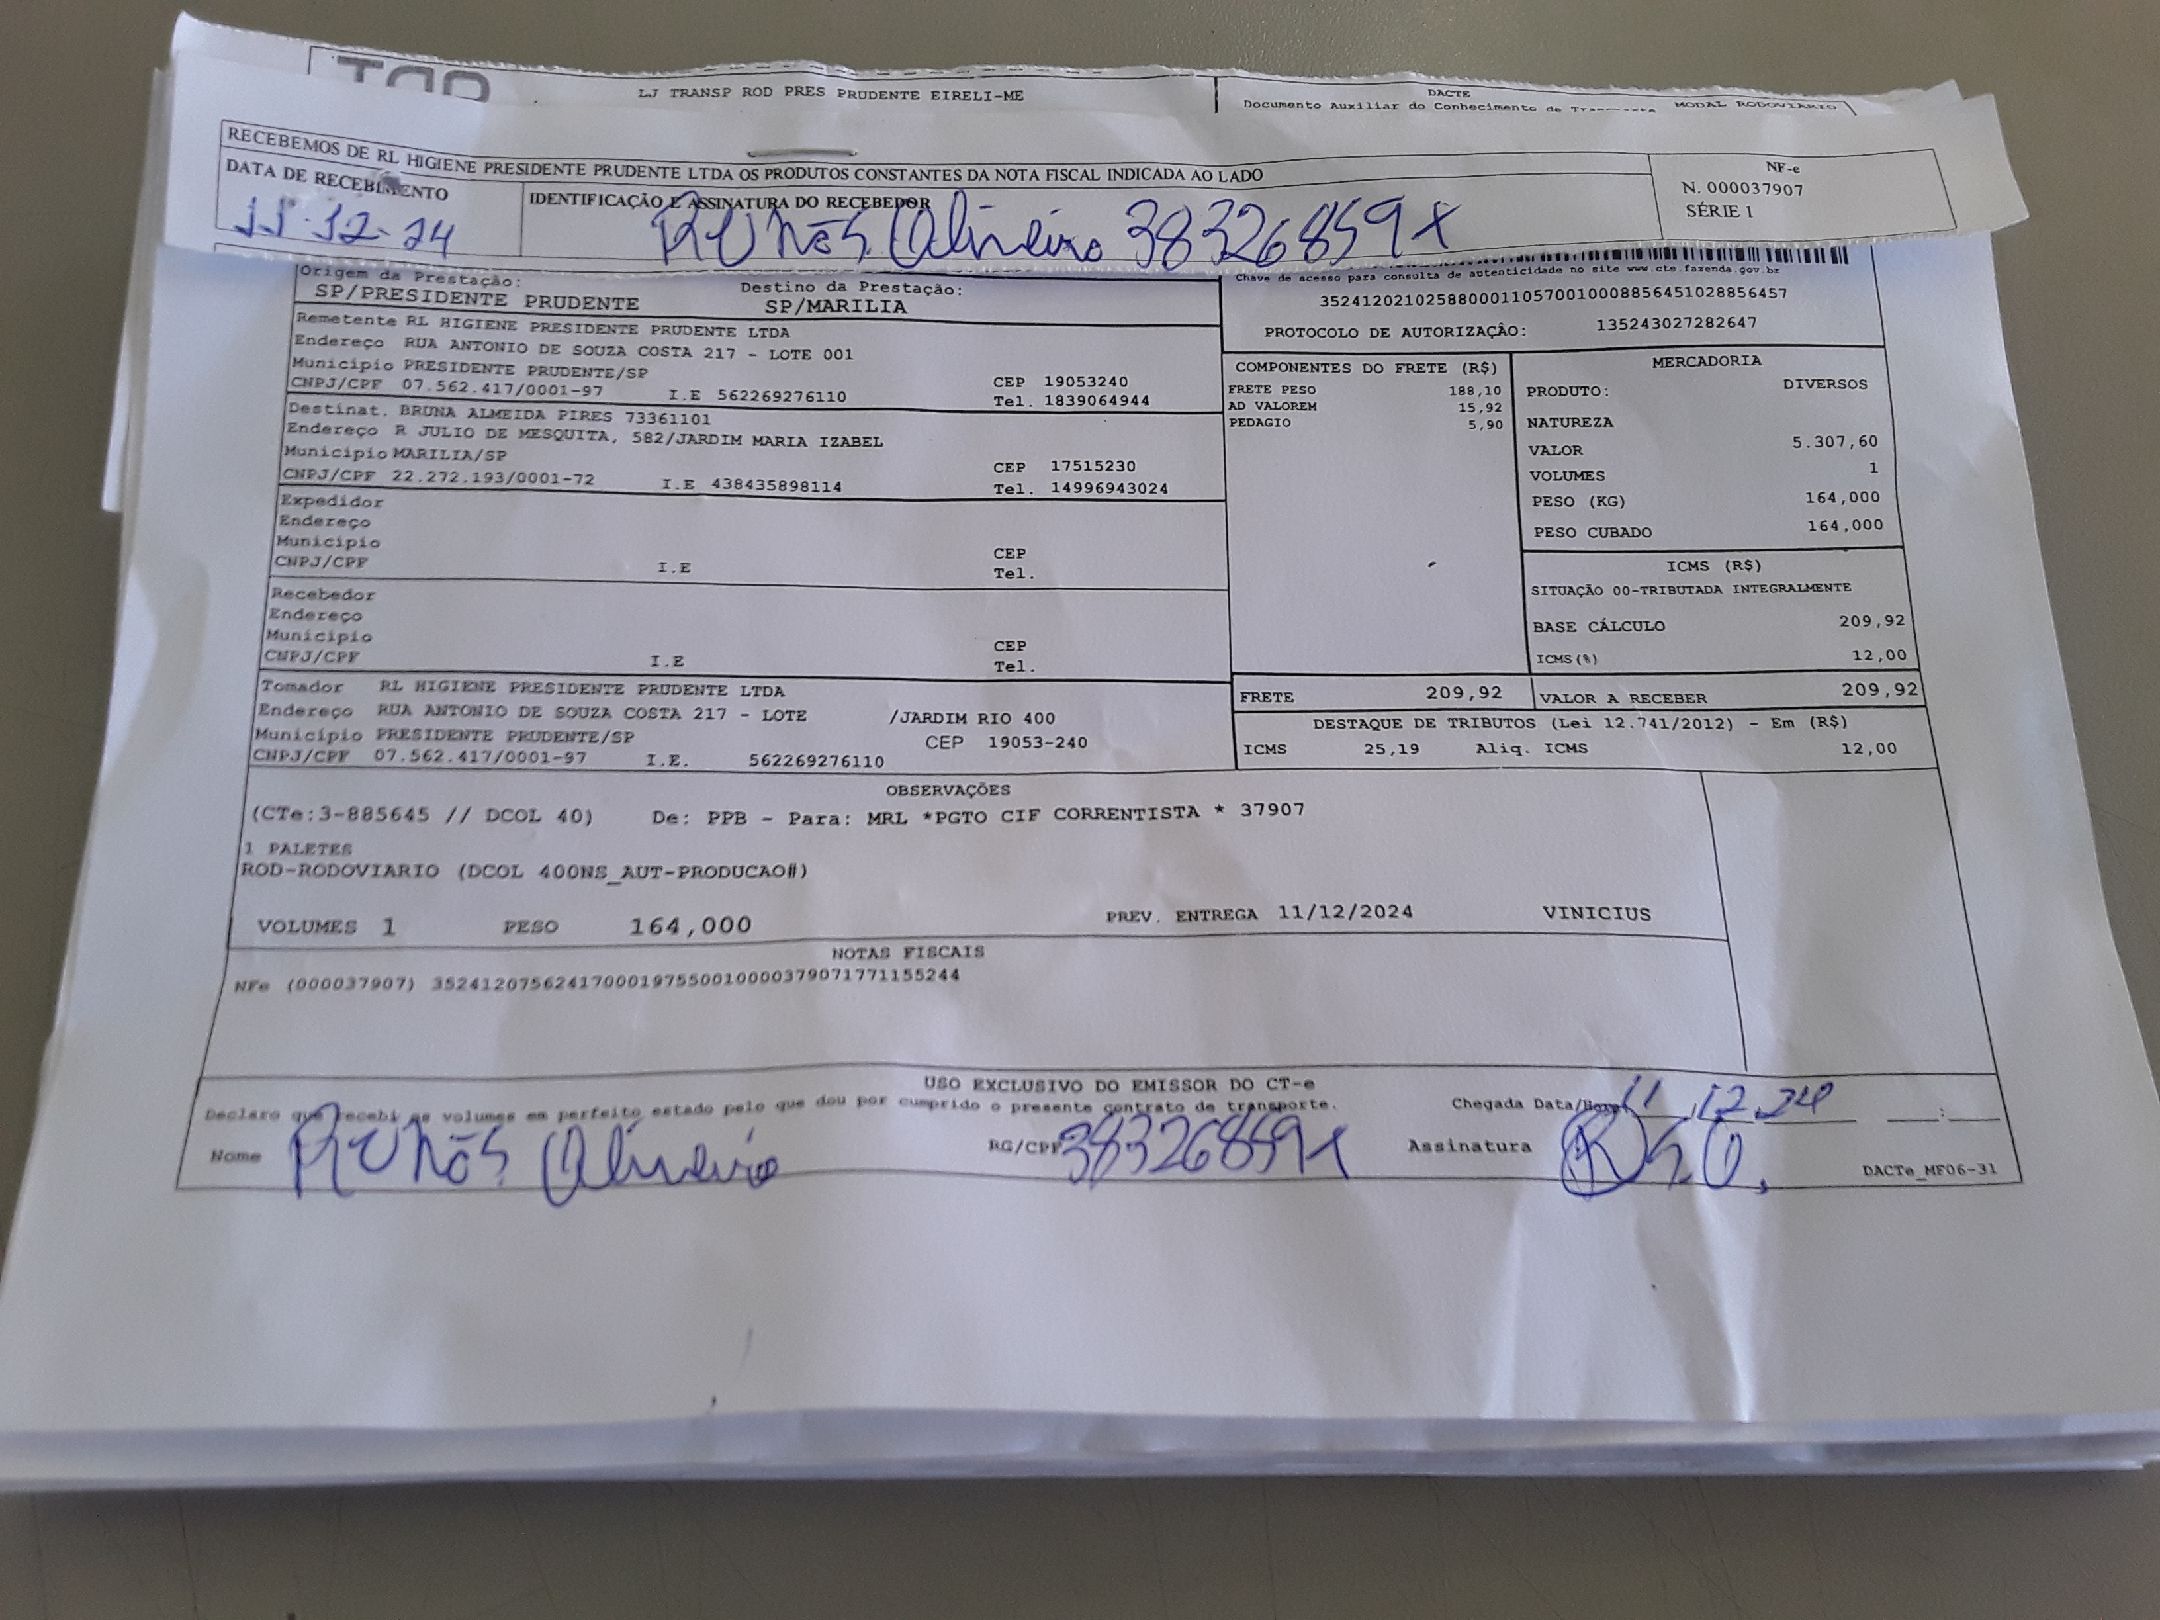 LJ TRANSP ROD PRES PRUDENTE EIRELI-ME
DACTE
Documento Auxiliar do Conhecimento de MODAL RODOVIARIO
RECEBEMOS DE RL HIGIENE PRESIDENTE PRUDENTE LTDA OS PRODUTOS CONSTANTES DA NOTA FISCAL INDICADA AO LADO
DATA DE RECEBIMENTO
11-12-24
IDENTIFICAÇÃO E ASSINATURA DO RECEBEDOR
Oliveira 38326859x
NF-e
N. 000037907
SÉRIE 1
Origem da Prestação:
SP/PRESIDENTE PRUDENTE
Destino da Prestação:
SP/MARILIA
Chave de acesso para consulta de autenticidade no site www.cte.fazenda.gov.br
35241202102588000110570010008856451028856457
PROTOCOLO DE AUTORIZAÇÂO: 135243027282647
Remetente RL HIGIENE PRESIDENTE PRUDENTE LTDA
Endereço RUA ANTONIO DE SOUZA COSTA 217 - LOTE 001
Municipio PRESIDENTE PRUDENTE/SP CEP 19053240
CNPJ/CPF 07.562.417/0001-97 I.E 562269276110 Tel. 1839064944
Destinat. BRUNA ALMEIDA PIRES 73361101
Endereço R JULIO DE MESQUITA, 582/JARDIM MARIA IZABEL
Municipio MARILIA/SP CEP 17515230
CNPJ/CPF 22.272.193/0001-72 I.E 438435898114 Tel. 14996943024
Expedidor
Endereço
Municipio CEP
CNPJ/CPF I.E Tel.
Recebedor
Endereço
Municipio CEP
CNPJ/CPF I.E Tel.
Tomador RL HIGIENE PRESIDENTE PRUDENTE LTDA
Endereço RUA ANTONIO DE SOUZA COSTA 217 - LOTE /JARDIM RIO 400
Municipio PRESIDENTE PRUDENTE/SP CEP 19053-240
CNPJ/CPF 07.562.417/0001-97 I.E. 562269276110
COMPONENTES DO FRETE (R$)
FRETE PESO 188,10
AD VALOREM 15,92
PEDAGIO 5,90
MERCADORIA
PRODUTO: DIVERSOS
NATUREZA
VALOR 5.307,60
VOLUMES 1
PESO (KG) 164,000
PESO CUBADO 164,000
ICMS (R$)
SITUAÇÃO 00-TRIBUTADA INTEGRALMENTE
BASE CÁLCULO 209,92
ICMS(%) 12,00
FRETE 209,92 VALOR A RECEBER 209,92
DESTAQUE DE TRIBUTOS (Lei 12.741/2012) - Em (R$)
ICMS 25,19 Aliq. ICMS 12,00
OBSERVAÇÕES
(CTe:3-885645 // DCOL 40) De: PPB - Para: MRL *PGTO CIF CORRENTISTA * 37907
1 PALETES
ROD-RODOVIARIO (DCOL 400NS_AUT-PRODUCAO#)
VOLUMES 1 PESO 164,000 PREV. ENTREGA 11/12/2024 VINICIUS
NOTAS FISCAIS
NFe (000037907) 35241207562417000197550010000379071771155244
USO EXCLUSIVO DO EMISSOR DO CT-e
Declaro que recebi os volumes em perfeito estado pelo que dou por cumprido o presente contrato de transporte.
Chegada Data/Hora 11 12 24 :
Nome Oliveira RG/CPF 38326859x Assinatura
DACTe_MF06-31